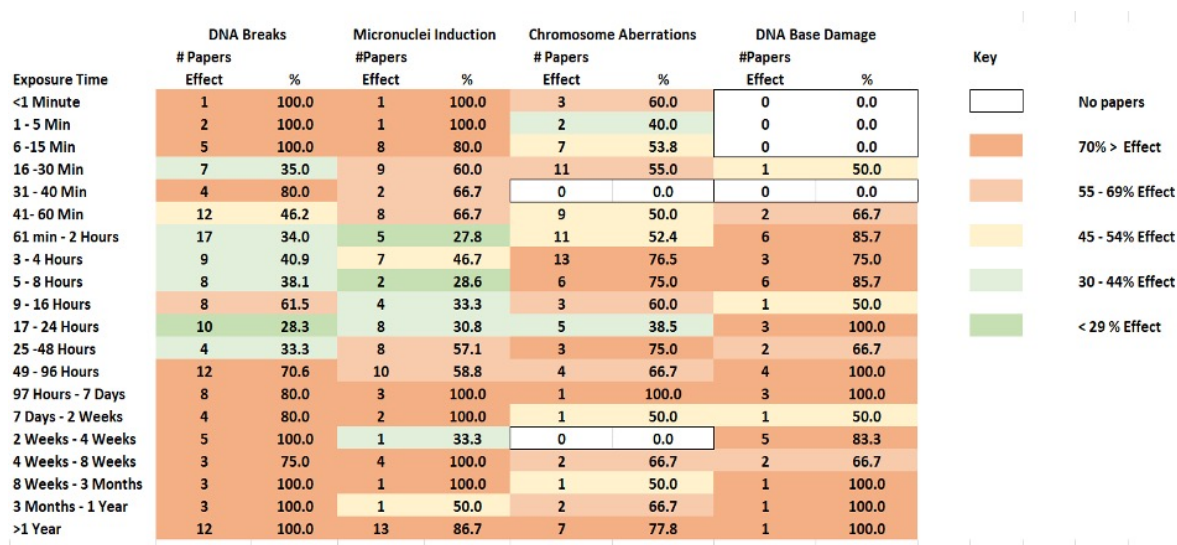 DNA Breaks Micronuclei Induction Chromosome Aberrations DNA Base Damage
# Papers #Papers # Papers #Papers Key
Exposure Time Effect % Effect % Effect % Effect %
<1 Minute 1 100.0 1 100.0 3 60.0 0 0.0 No papers
1 - 5 Min 2 100.0 1 100.0 2 40.0 0 0.0
6 -15 Min 5 100.0 8 80.0 7 53.8 0 0.0 70% > Effect
16 -30 Min 7 35.0 9 60.0 11 55.0 1 50.0
31 - 40 Min 4 80.0 2 66.7 0 0.0 0 0.0 55 - 69% Effect
41- 60 Min 12 46.2 8 66.7 9 50.0 2 66.7
61 min - 2 Hours 17 34.0 5 27.8 11 52.4 6 85.7 45 - 54% Effect
3 - 4 Hours 9 40.9 7 46.7 13 76.5 3 75.0
5 - 8 Hours 8 38.1 2 28.6 6 75.0 6 85.7 30 - 44% Effect
9 - 16 Hours 8 61.5 4 33.3 3 60.0 1 50.0
17 - 24 Hours 10 28.3 8 30.8 5 38.5 3 100.0 < 29 % Effect
25 -48 Hours 4 33.3 8 57.1 3 75.0 2 66.7
49 - 96 Hours 12 70.6 10 58.8 4 66.7 4 100.0
97 Hours - 7 Days 8 80.0 3 100.0 1 100.0 3 100.0
7 Days - 2 Weeks 4 80.0 2 100.0 1 50.0 1 50.0
2 Weeks - 4 Weeks 5 100.0 1 33.3 0 0.0 5 83.3
4 Weeks - 8 Weeks 3 75.0 4 100.0 2 66.7 2 66.7
8 Weeks - 3 Months 3 100.0 1 100.0 1 50.0 1 100.0
3 Months - 1 Year 3 100.0 1 50.0 2 66.7 1 100.0
>1 Year 12 100.0 13 86.7 7 77.8 1 100.0